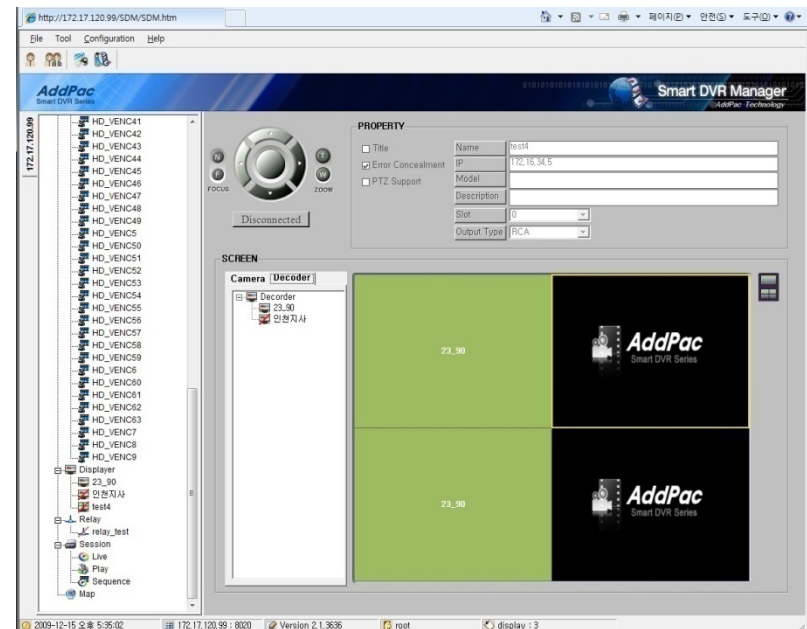 http://172.17.120.99/SDM/SDM.htm
페이지(P) 안전(S) 도구(O)
File Tool Configuration Help
AddPac
Smart DVR Series
Smart DVR Manager
AddPac Technology
172.17.120.99
HD_VENC41
HD_VENC42
HD_VENC43
HD_VENC44
HD_VENC45
HD_VENC46
HD_VENC47
HD_VENC48
HD_VENC49
HD_VENC5
HD_VENC50
HD_VENC51
HD_VENC52
HD_VENC53
HD_VENC54
HD_VENC55
HD_VENC56
HD_VENC57
HD_VENC58
HD_VENC59
HD_VENC6
HD_VENC60
HD_VENC61
HD_VENC62
HD_VENC63
HD_VENC7
HD_VENC8
HD_VENC9
Displayer
23_90
인천지사
test4
Relay
relay_test
Session
Live
Play
Sequence
Map
N
F
FOCUS
T
W
ZOOM
Disconnected
PROPERTY
Title
Error Concealment
PTZ Support
Name test4
IP 172,16,34,5
Model
Description
Slot 0
Output Type RCA
SCREEN
Camera Decoder
Decorder
23_90
인천지사
23_90
AddPac
Smart DVR Series
23_90
AddPac
Smart DVR Series
2009-12-15 오후 5:35:02 172.17.120.99 : 8020 Version 2.1.3636 root display : 3